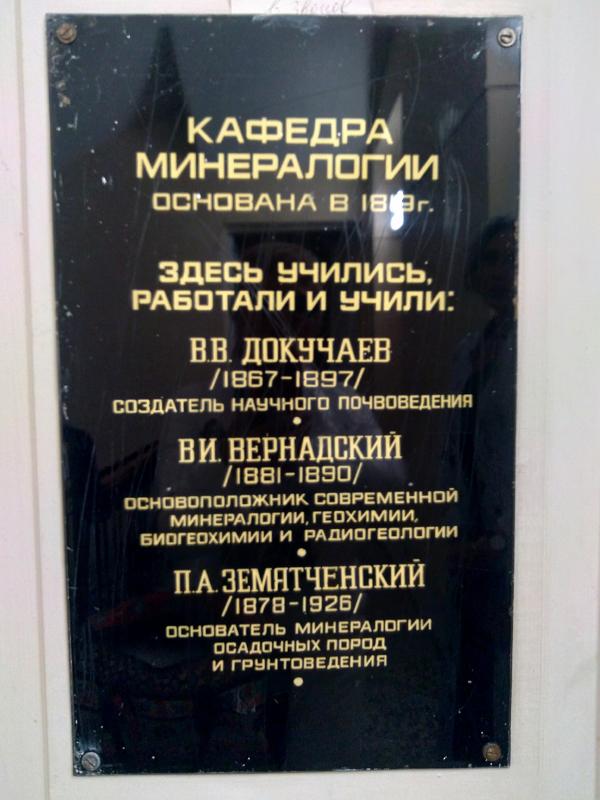 КАФЕДРА
МИНЕРАЛОГИИ
ОСНОВАНА В 1819г.
ЗДЕСЬ УЧИЛИСЬ,
РАБОТАЛИ И УЧИЛИ:
В.В. ДОКУЧАЕВ
/1867-1897/
СОЗДАТЕЛЬ НАУЧНОГО ПОЧВОВЕДЕНИЯ
В И. ВЕРНАДСКИЙ
/1881-1890/
ОСНОВОПОЛОЖНИК СОВРЕМЕННОЙ
МИНЕРАЛОГИИ, ГЕОХИМИИ,
БИОГЕОХИМИИ И РАДИОГЕОЛОГИИ
П.А. ЗЕМЯТЧЕНСКИЙ
/1878-1926/
ОСНОВАТЕЛЬ МИНЕРАЛОГИИ
ОСАДОЧНЫХ ПОРОД
И ГРУНТОВЕДЕНИЯ